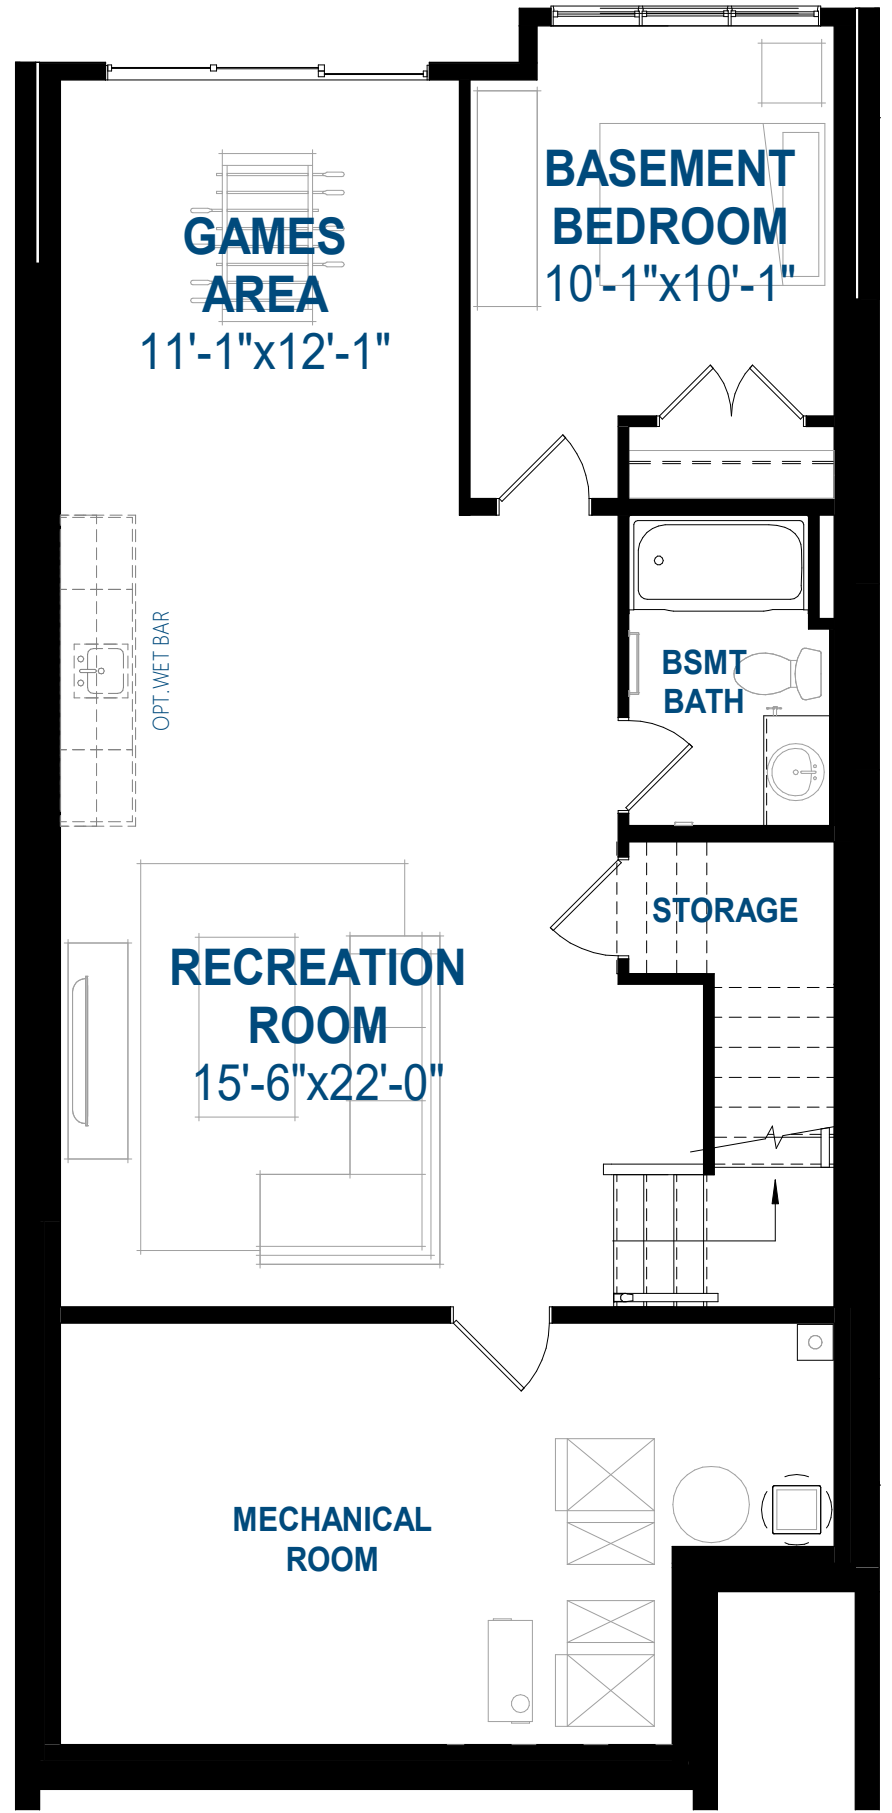 BASEMENT
BEDROOM
10'-1"x10'-1"
GAMES
AREA
11'-1"x12'-1"
OPT.WET BAR
BSMT
BATH
STORAGE
RECREATION
ROOM
15'-6"x22'-0"
MECHANICAL
ROOM